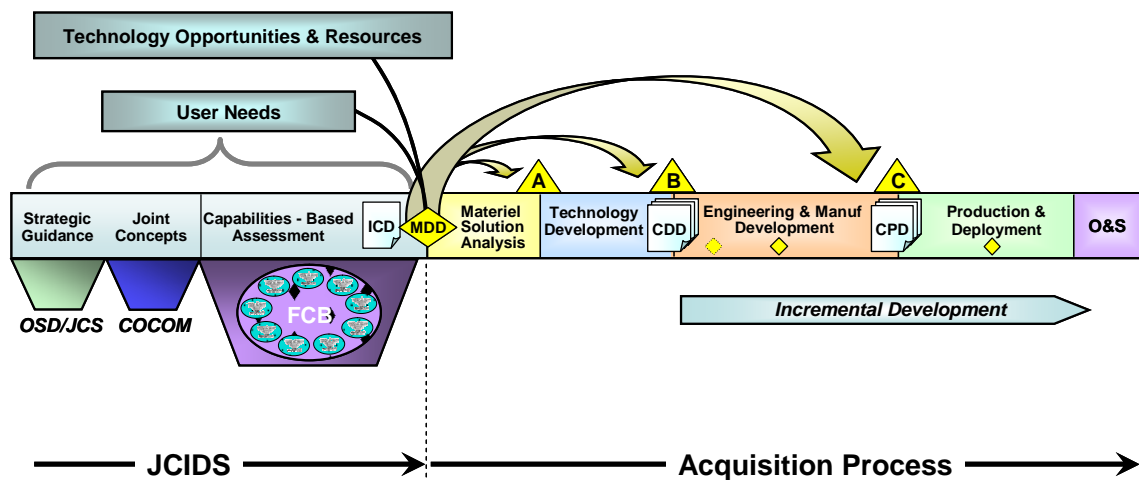 Technology Opportunities & Resources
User Needs
A
B
C
Strategic
Guidance
Joint
Concepts
Capabilities - Based
Assessment
ICD
MDD
Materiel
Solution
Analysis
Technology
Development
CDD
Engineering & Manuf
Development
CPD
Production &
Deployment
O&S
OSD/JCS
COCOM
FCB
Incremental Development
JCIDS
Acquisition Process